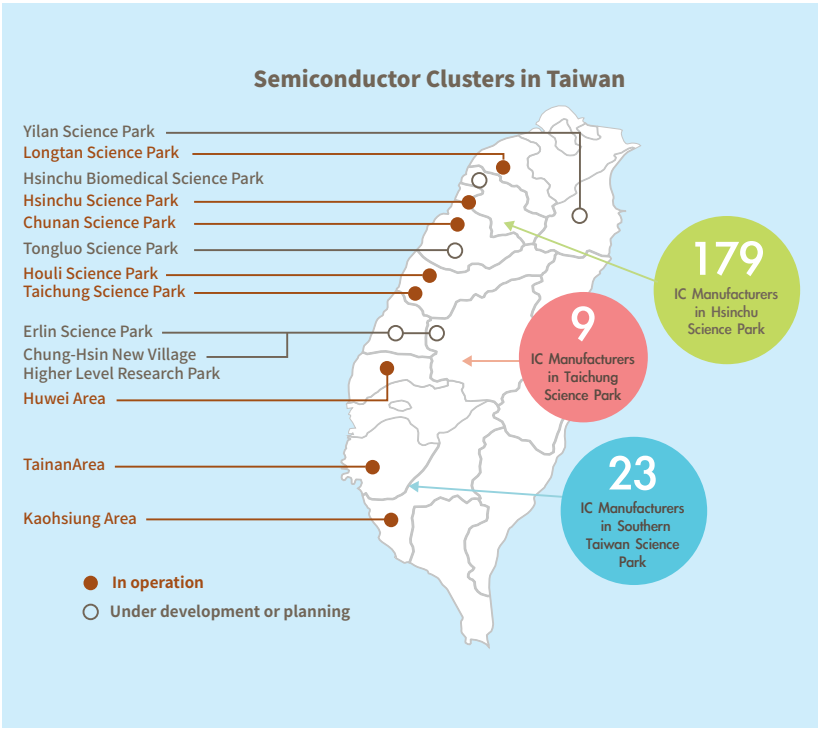 Semiconductor Clusters in Taiwan
Yilan Science Park
Longtan Science Park
Hsinchu Biomedical Science Park
Hsinchu Science Park
Chunan Science Park
Tongluo Science Park
Houli Science Park
Taichung Science Park
Erlin Science Park
Chung-Hsin New Village
Higher Level Research Park
Huwei Area
TainanArea
Kaohsiung Area
179
IC Manufacturers
in Hsinchu
Science Park
9
IC Manufacturers
in Taichung
Science Park
23
IC Manufacturers
in Southern
Taiwan Science
Park
In operation
Under development or planning